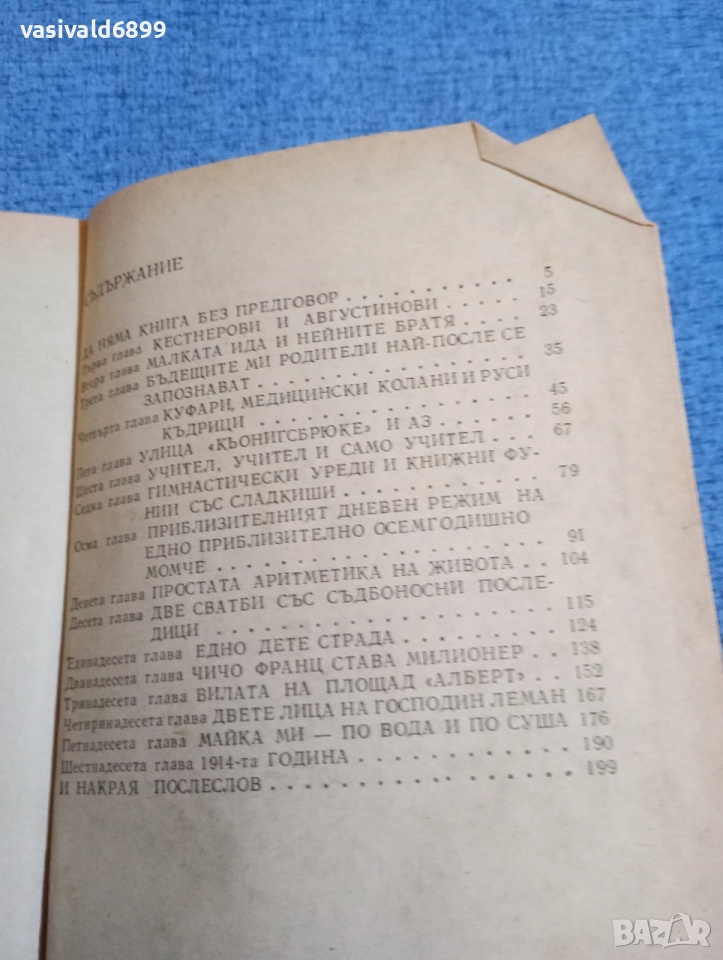 vasivald6899
СЪДЪРЖАНИЕ
ДА НЯМА КНИГА БЕЗ ПРЕДГОВОР . . . . . . . . . . 5
Първа глава КЕСТНЕРОВИ И АВГУСТИНОВИ . . . . 15
Втора глава МАЛКАТА ИДА И НЕЙНИТЕ БРАТЯ . . . . 23
Трета глава БЪДЕЩИТЕ МИ РОДИТЕЛИ НАЙ-ПОСЛЕ СЕ
ЗАПОЗНАВАТ . . . . . . . . . . . . 35
Четвърта глава КУФАРИ, МЕДИЦИНСКИ КОЛАНИ И РУСИ
КЪДРИЦИ . . . . . . . . . . . . 45
Пета глава УЛИЦА «КЬОНИГСБРЮКЕ» И АЗ . . . . . 56
Шеста глава УЧИТЕЛ, УЧИТЕЛ И САМО УЧИТЕЛ . . . 67
Седма глава ГИМНАСТИЧЕСКИ УРЕДИ И КНИЖНИ ФУ-
НИИ СЪС СЛАДКИШИ . . . . . . . . . 79
Осма глава ПРИБЛИЗИТЕЛНИЯТ ДНЕВЕН РЕЖИМ НА
ЕДНО ПРИБЛИЗИТЕЛНО ОСЕМГОДИШНО
МОМЧЕ . . . . . . . . . . . . . . 91
Девета глава ПРОСТАТА АРИТМЕТИКА НА ЖИВОТА . . 104
Десета глава ДВЕ СВАТБИ СЪС СЪДБОНОСНИ ПОСЛЕ-
ДИЦИ . . . . . . . . . . . . . . . 115
Единадесета глава ЕДНО ДЕТЕ СТРАДА . . . . . . . . 124
Дванадесета глава ЧИЧО ФРАНЦ СТАВА МИЛИОНЕР . . 138
Тринадесета глава ВИЛАТА НА ПЛОЩАД «АЛБЕРТ» . . 152
Четиринадесета глава ДВЕТЕ ЛИЦА НА ГОСПОДИН ЛЕМАН 167
Петнадесета глава МАЙКА МИ — ПО ВОДА И ПО СУША 176
Шестнадесета глава 1914-та ГОДИНА . . . . . . . . . . 190
И НАКРАЯ ПОСЛЕСЛОВ . . . . . . . . . . . . . . 199
BAZAR